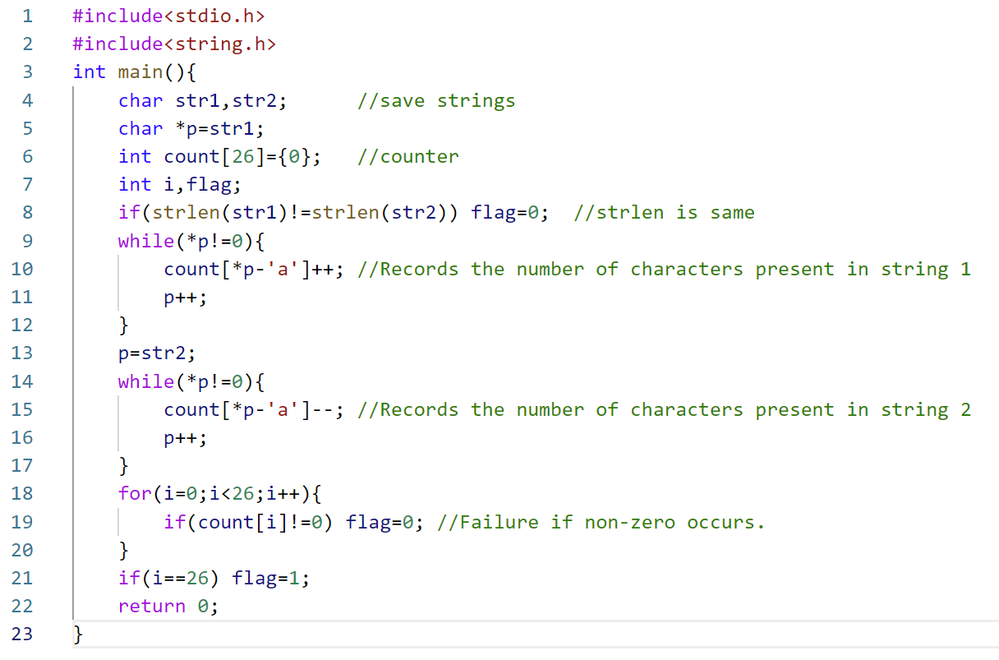 1 #include<stdio.h>
2 #include<string.h>
3 int main(){
4     char str1,str2;      //save strings
5     char *p=str1;
6     int count[26]={0};   //counter
7     int i,flag;
8     if(strlen(str1)!=strlen(str2)) flag=0;  //strlen is same
9     while(*p!=0){
10         count[*p-'a']++; //Records the number of characters present in string 1
11         p++;
12     }
13     p=str2;
14     while(*p!=0){
15         count[*p-'a']--; //Records the number of characters present in string 2
16         p++;
17     }
18     for(i=0;i<26;i++){
19         if(count[i]!=0) flag=0; //Failure if non-zero occurs.
20     }
21     if(i==26) flag=1;
22     return 0;
23 }